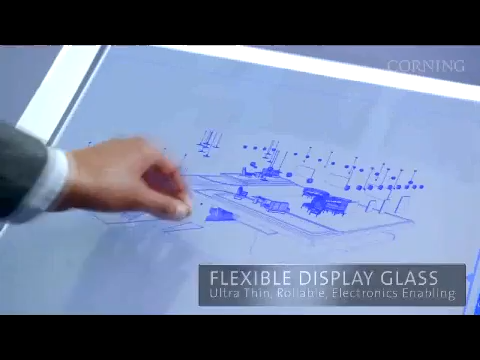 CORNING
FLEXIBLE DISPLAY GLASS
Ultra Thin, Rollable, Electronics Enabling